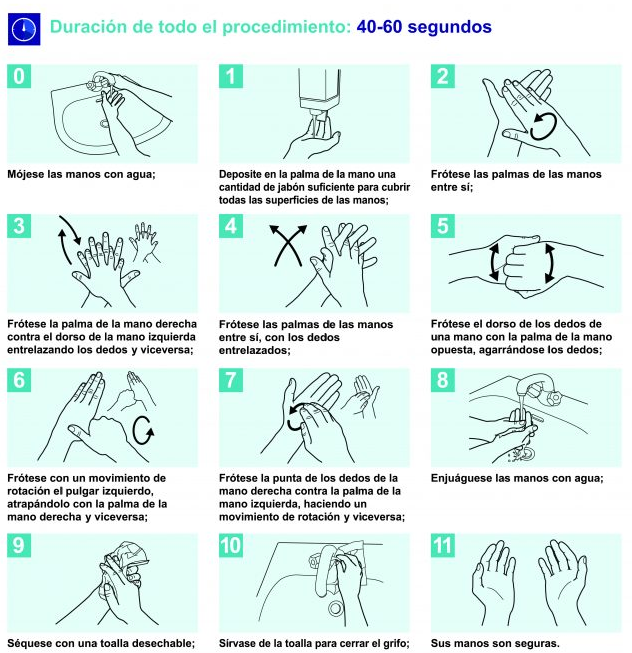 Duración de todo el procedimiento: 40-60 segundos
0
Mójese las manos con agua;
1
Deposite en la palma de la mano una
cantidad de jabón suficiente para cubrir
todas las superficies de las manos;
2
Frótese las palmas de las manos
entre sí;
3
Frótese la palma de la mano derecha
contra el dorso de la mano izquierda
entrelazando los dedos y viceversa;
4
Frótese las palmas de las manos
entre sí, con los dedos
entrelazados;
5
Frótese el dorso de los dedos de
una mano con la palma de la mano
opuesta, agarrándose los dedos;
6
Frótese con un movimiento de
rotación el pulgar izquierdo,
atrapándolo con la palma de la
mano derecha y viceversa;
7
Frótese la punta de los dedos de la
mano derecha contra la palma de la
mano izquierda, haciendo un
movimiento de rotación y viceversa;
8
Enjuáguese las manos con agua;
9
Séquese con una toalla desechable;
10
Sírvase de la toalla para cerrar el grifo;
11
Sus manos son seguras.